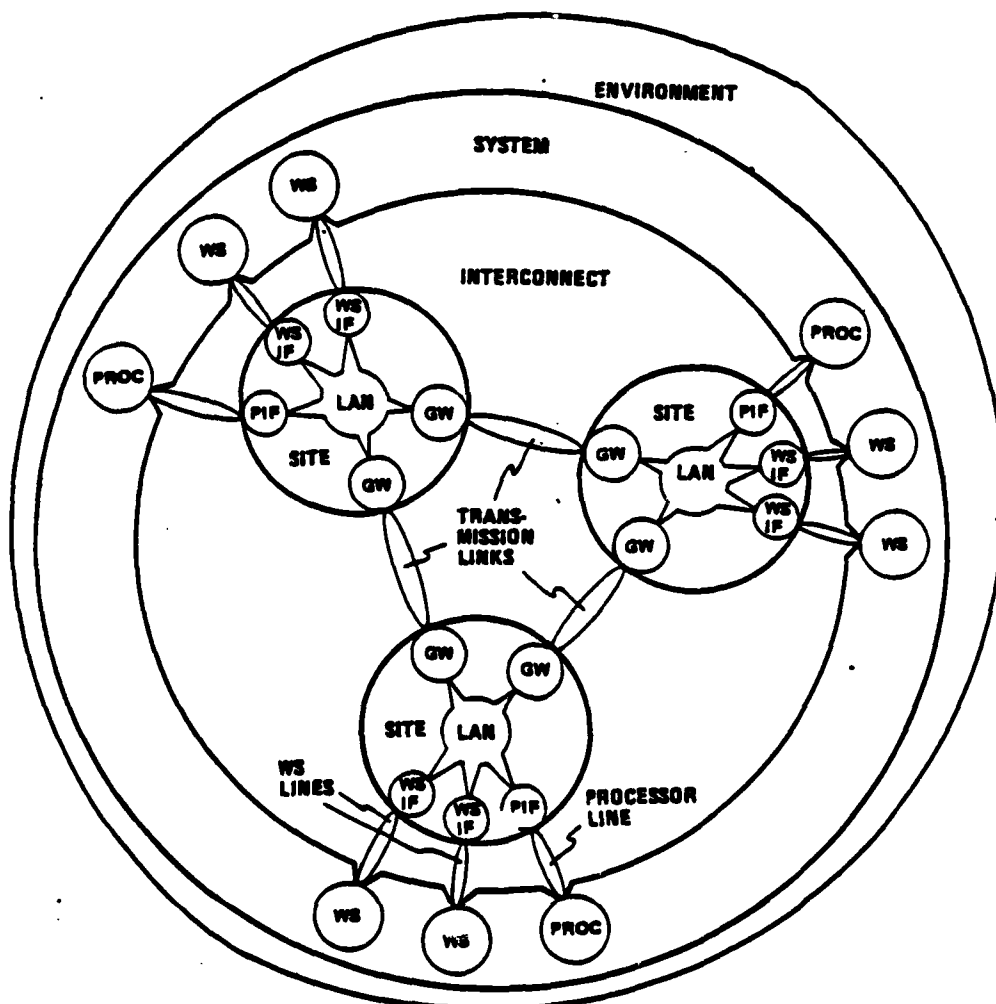 ENVIRONMENT
SYSTEM
WS
WS
INTERCONNECT
PROC
WS
IF
WS
IF
PROC
PIF
LAN
GW
SITE
GW
SITE
PIF
GW
LAN
WS
IF
WS
WS
IF
WS
GW
TRANS-
MISSION
LINKS
GW
GW
SITE
LAN
WS
LINES
WS
IF
WS
IF
PIF
PROCESSOR
LINE
WS
WS
PROC